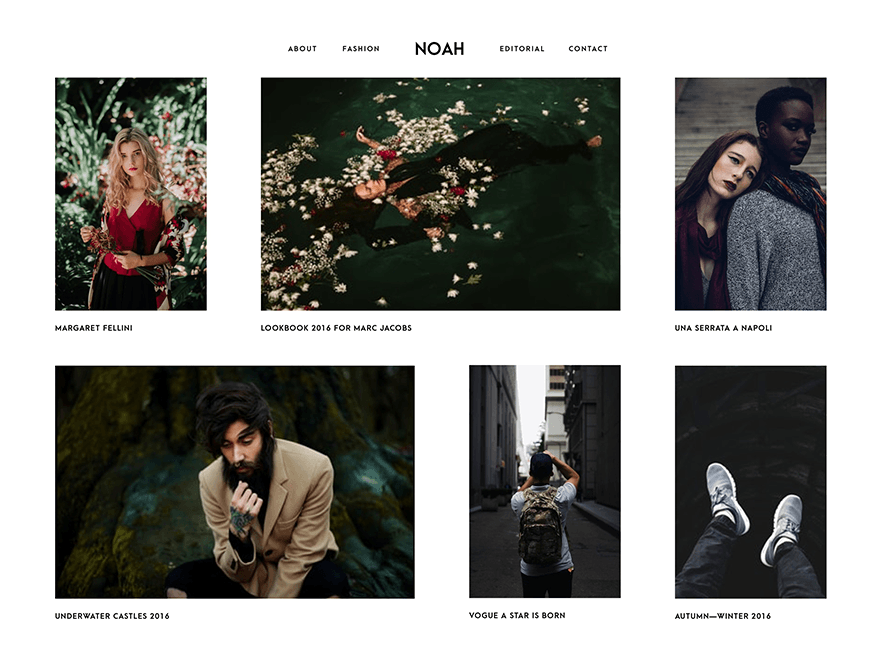 ABOUT FASHION NOAH EDITORIAL CONTACT
MARGARET FELLINI
LOOKBOOK 2016 FOR MARC JACOBS
UNA SERRATA A NAPOLI
UNDERWATER CASTLES 2016
VOGUE A STAR IS BORN
AUTUMN—WINTER 2016